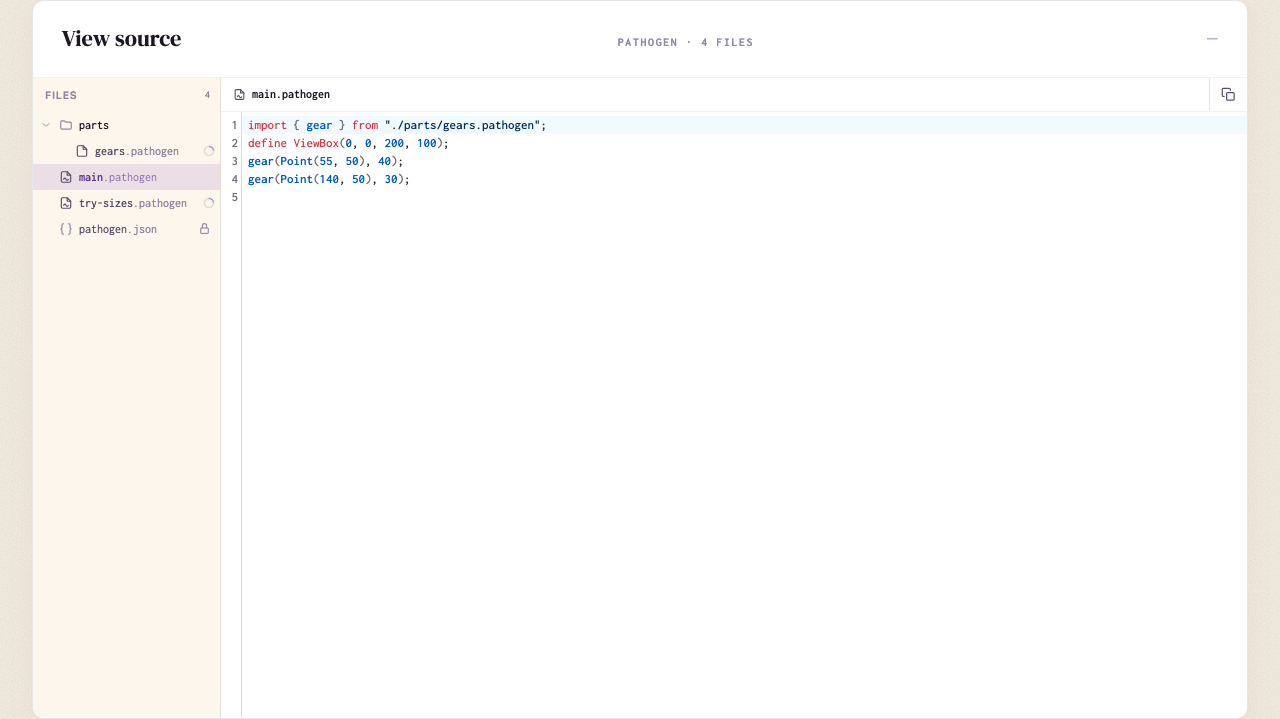 View source
PATHOGEN · 4 FILES
FILES 4
parts
gears.pathogen
main.pathogen
try-sizes.pathogen
{} pathogen.json
main.pathogen
1 import { gear } from "./parts/gears.pathogen";
2 define ViewBox(0, 0, 200, 100);
3 gear(Point(55, 50), 40);
4 gear(Point(140, 50), 30);
5